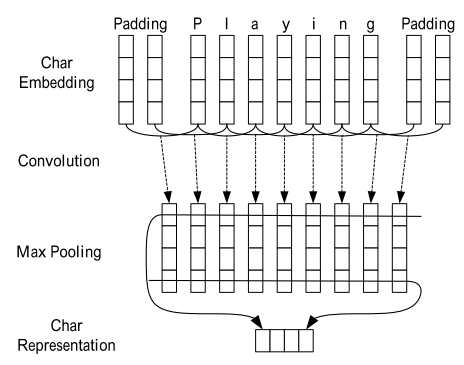 Padding P l a y i n g Padding
Char
Embedding
Convolution
Max Pooling
Char
Representation